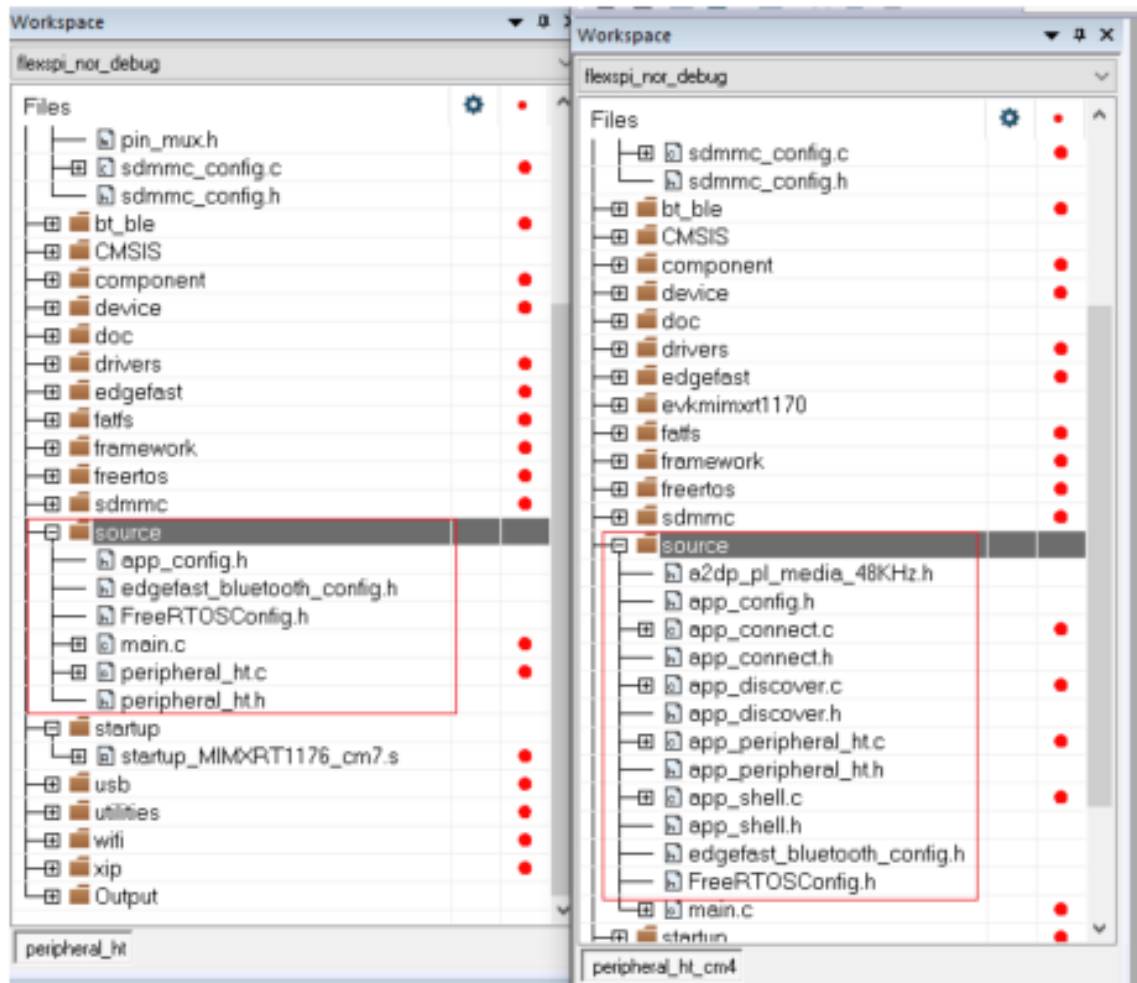 Workspace
flexspi_nor_debug
Files
pin_mux.h
sdmmc_config.c
sdmmc_config.h
bt_ble
CMSIS
component
device
doc
drivers
edgefast
fatfs
framework
freertos
sdmmc
source
app_config.h
edgefast_bluetooth_config.h
FreeRTOSConfig.h
main.c
peripheral_ht.c
peripheral_ht.h
startup
startup_MIMXRT1176_cm7.s
usb
utilities
wifi
xip
Output
peripheral_ht
Workspace
flexspi_nor_debug
Files
sdmmc_config.c
sdmmc_config.h
bt_ble
CMSIS
component
device
doc
drivers
edgefast
evkmimxrt1170
fatfs
framework
freertos
sdmmc
source
a2dp_pl_media_48KHz.h
app_config.h
app_connect.c
app_connect.h
app_discover.c
app_discover.h
app_peripheral_ht.c
app_peripheral_ht.h
app_shell.c
app_shell.h
edgefast_bluetooth_config.h
FreeRTOSConfig.h
main.c
startup
peripheral_ht_cm4